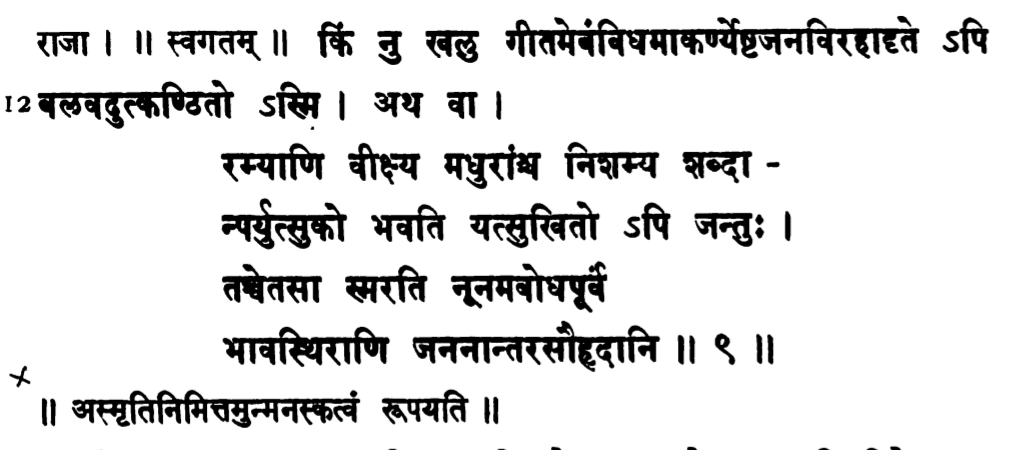 राजा । ॥ स्वगतम् ॥ किं नु खलु गीतमेवंविधमाकर्ण्येष्टजनविरहादृते ऽपि
12 बलवदुत्कण्ठितो ऽस्मि । अथ वा ।
रम्याणि वीक्ष्य मधुरांश्च निशम्य शब्दा -
न्पर्युत्सुको भवति यत्सुखितो ऽपि जन्तुः ।
तच्चेतसा स्मरति नूनमबोधपूर्वं
भावस्थिराणि जननान्तरसौहृदानि ॥ ९ ॥
॥ अस्मृतिनिमित्तमुन्मनस्कत्वं रूपयति ॥